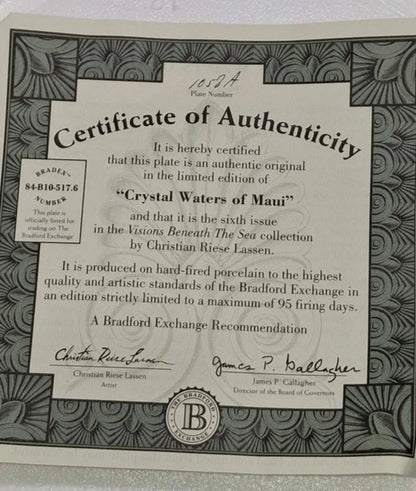 1052A
Plate Number
Certificate of Authenticity
It is hereby certified
that this plate is an authentic original
in the limited edition of
“Crystal Waters of Maui”
and that it is the sixth issue
in the Visions Beneath The Sea collection
by Christian Riese Lassen.
BRADEX
84-B10-517.6
NUMBER
This plate is
officially listed for
trading on The
Bradford Exchange
It is produced on hard-fired porcelain to the highest
quality and artistic standards of the Bradford Exchange in
an edition strictly limited to a maximum of 95 firing days.
A Bradford Exchange Recommendation
Christian Riese Lassen
Christian Riese Lassen
Artist
James P. Gallagher
James P. Gallagher
Director of the Board of Governors
THE BRADFORD
B
EXCHANGE